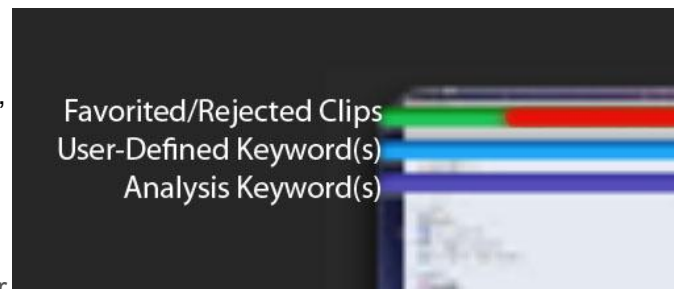 ,
Favorited/Rejected Clips
User-Defined Keyword(s)
Analysis Keyword(s)
r